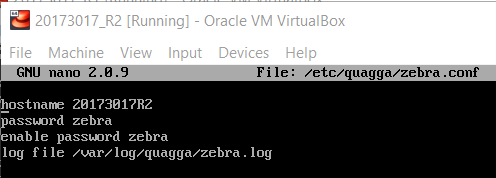 20173017_R2 [Running] - Oracle VM VirtualBox
File Machine View Input Devices Help
GNU nano 2.0.9 File: /etc/quagga/zebra.conf
hostname 20173017R2
password zebra
enable password zebra
log file /var/log/quagga/zebra.log